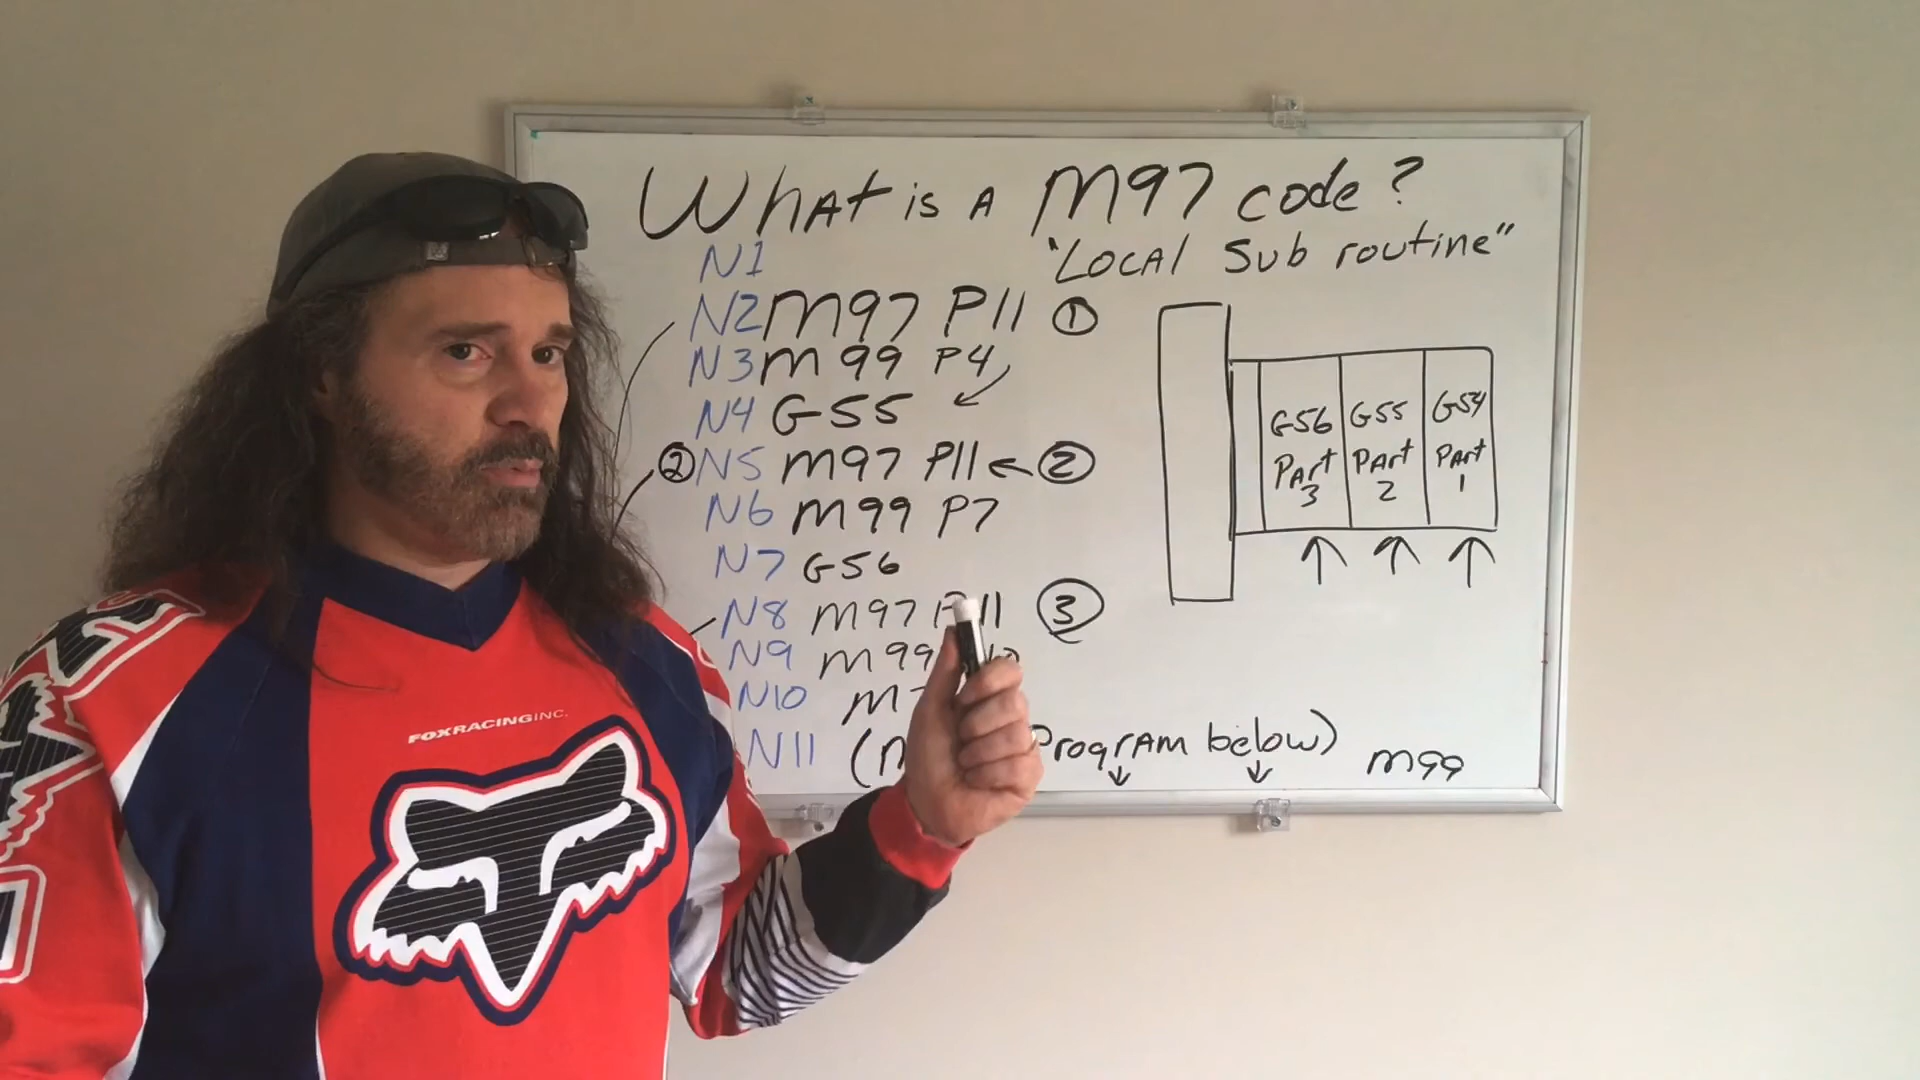 What is a M97 code?
"Local Sub routine"
N1
N2 M97 P11 ①
N3 M99 P4
N4 G55
② N5 M97 P11 ← ②
N6 M99 P7
N7 G56
N8 M97 P11 ③
N9 M99
N10
N11 ( Program below) M99
G56 Part 3
G55 Part 2
G54 Part 1
FOXRACINGINC.